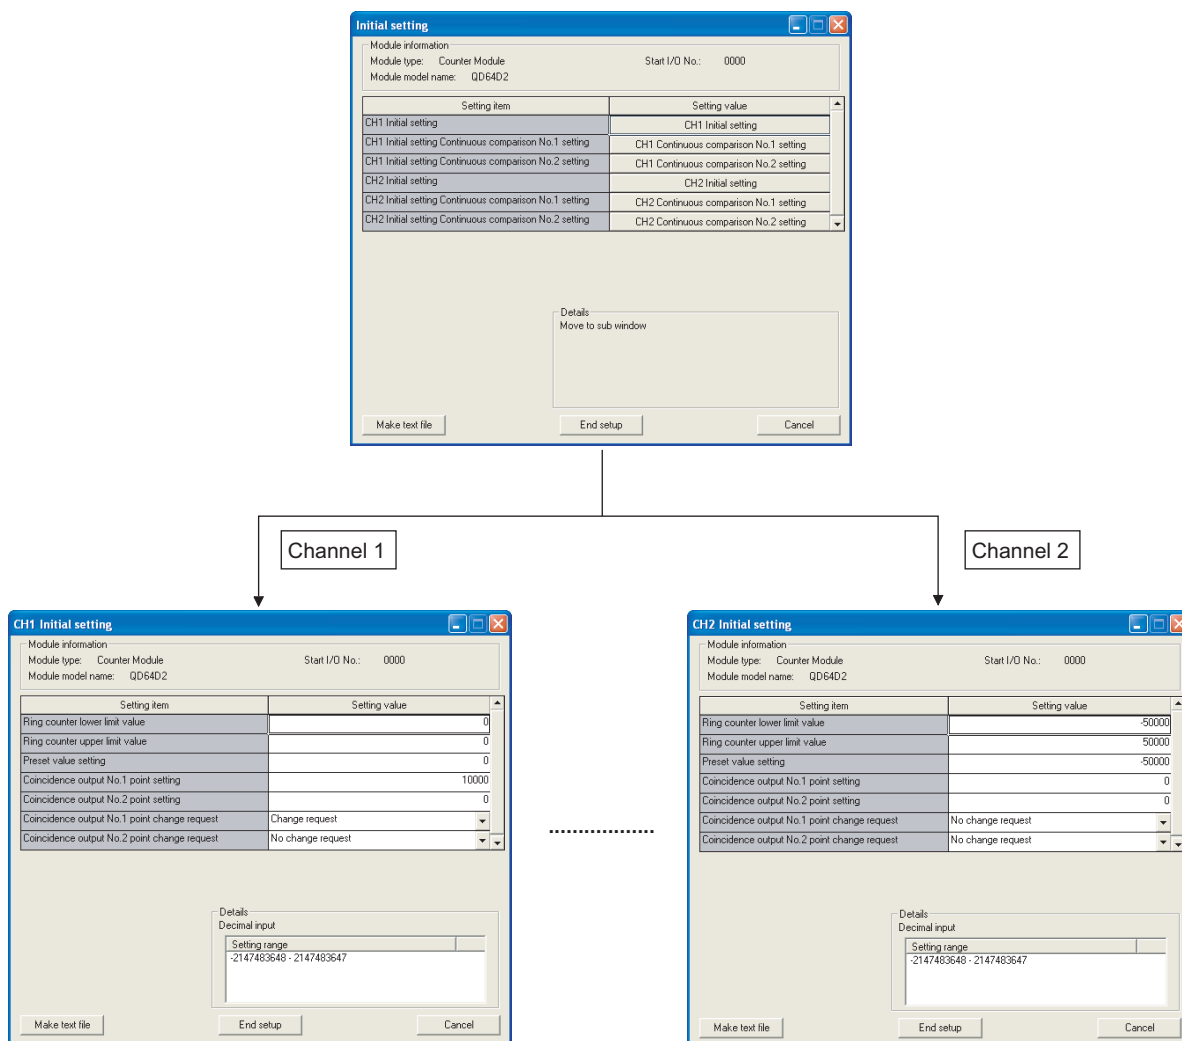 Initial setting
Module information
Module type: Counter Module Start I/O No.: 0000
Module model name: QD64D2
Setting item Setting value
CH1 Initial setting CH1 Initial setting
CH1 Initial setting Continuous comparison No.1 setting CH1 Continuous comparison No.1 setting
CH1 Initial setting Continuous comparison No.2 setting CH1 Continuous comparison No.2 setting
CH2 Initial setting CH2 Initial setting
CH2 Initial setting Continuous comparison No.1 setting CH2 Continuous comparison No.1 setting
CH2 Initial setting Continuous comparison No.2 setting CH2 Continuous comparison No.2 setting
Details
Move to sub window
Make text file End setup Cancel
Channel 1
Channel 2
CH1 Initial setting
Module information
Module type: Counter Module Start I/O No.: 0000
Module model name: QD64D2
Setting item Setting value
Ring counter lower limit value 0
Ring counter upper limit value 0
Preset value setting 0
Coincidence output No.1 point setting 10000
Coincidence output No.2 point setting 0
Coincidence output No.1 point change request Change request
Coincidence output No.2 point change request No change request
Details
Decimal input
Setting range
-2147483648 - 2147483647
Make text file End setup Cancel
.................
CH2 Initial setting
Module information
Module type: Counter Module Start I/O No.: 0000
Module model name: QD64D2
Setting item Setting value
Ring counter lower limit value -50000
Ring counter upper limit value 50000
Preset value setting -50000
Coincidence output No.1 point setting 0
Coincidence output No.2 point setting 0
Coincidence output No.1 point change request No change request
Coincidence output No.2 point change request No change request
Details
Decimal input
Setting range
-2147483648 - 2147483647
Make text file End setup Cancel